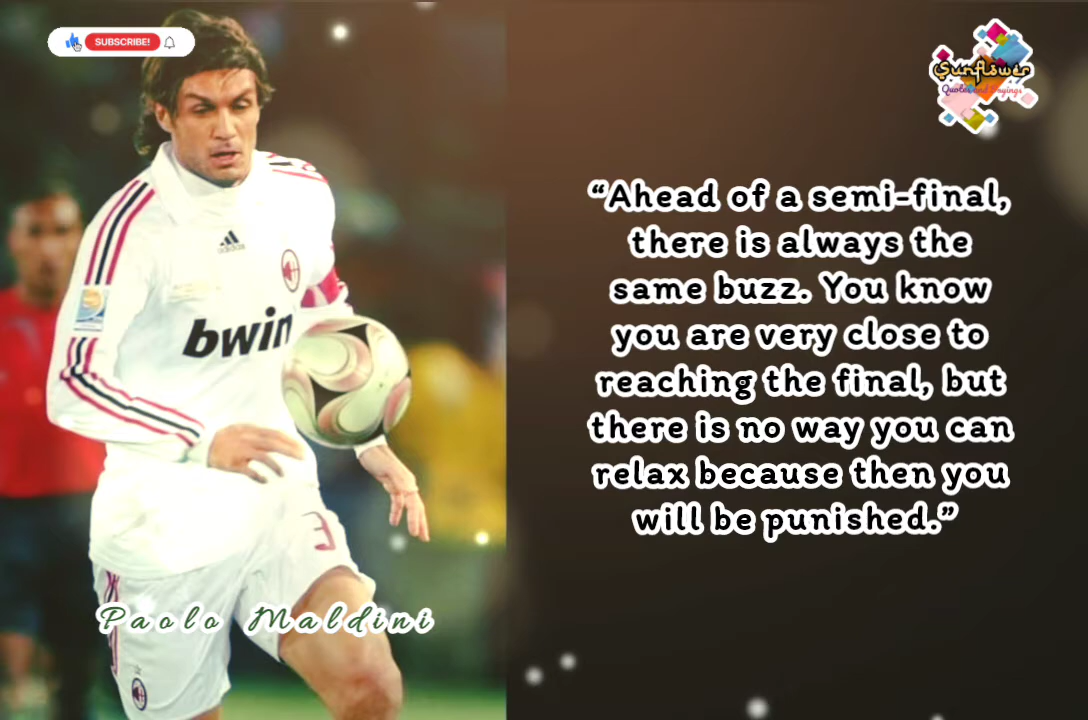 SUBSCRIBE!
Sunflower
Quotes and Sayings
adidas
bwin
3
“Ahead of a semi-final,
there is always the
same buzz. You know
you are very close to
reaching the final, but
there is no way you can
relax because then you
will be punished.”
Paolo Maldini